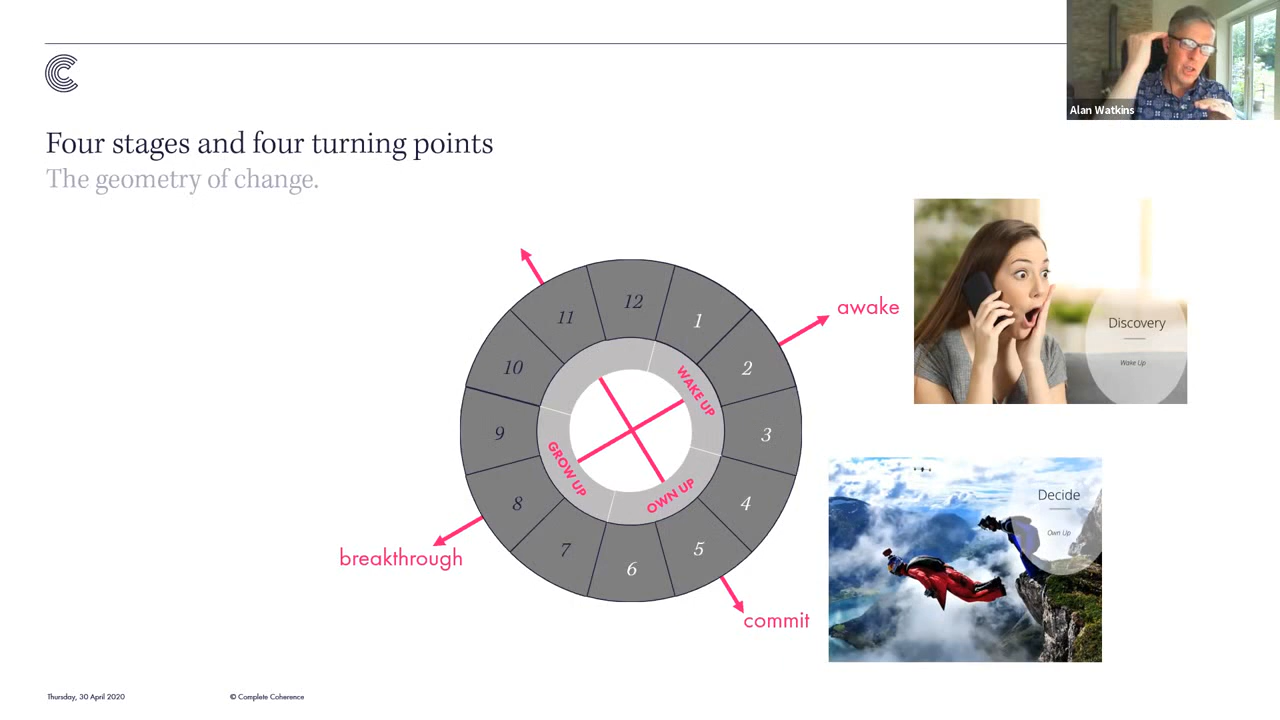 Alan Watkins
Four stages and four turning points
The geometry of change.
awake
Discovery
Wake Up
12
1
2
3
4
5
6
7
8
9
10
11
WAKE UP
OWN UP
GROW UP
breakthrough
commit
Decide
Own Up
Thursday, 30 April 2020
© Complete Coherence